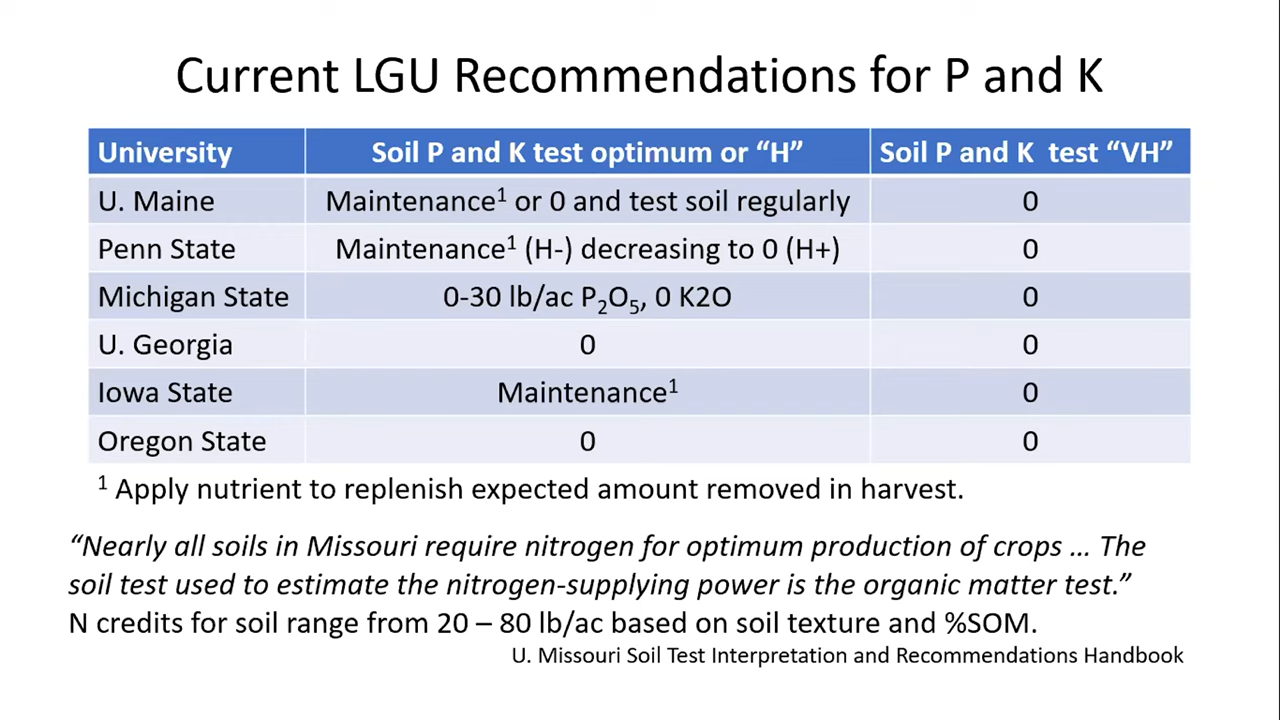 Current LGU Recommendations for P and K
University Soil P and K test optimum or “H” Soil P and K test “VH”
U. Maine Maintenance¹ or 0 and test soil regularly 0
Penn State Maintenance¹ (H-) decreasing to 0 (H+) 0
Michigan State 0-30 lb/ac P₂O₅, 0 K2O 0
U. Georgia 0 0
Iowa State Maintenance¹ 0
Oregon State 0 0
¹ Apply nutrient to replenish expected amount removed in harvest.
“Nearly all soils in Missouri require nitrogen for optimum production of crops … The
soil test used to estimate the nitrogen-supplying power is the organic matter test.”
N credits for soil range from 20 – 80 lb/ac based on soil texture and %SOM.
U. Missouri Soil Test Interpretation and Recommendations Handbook